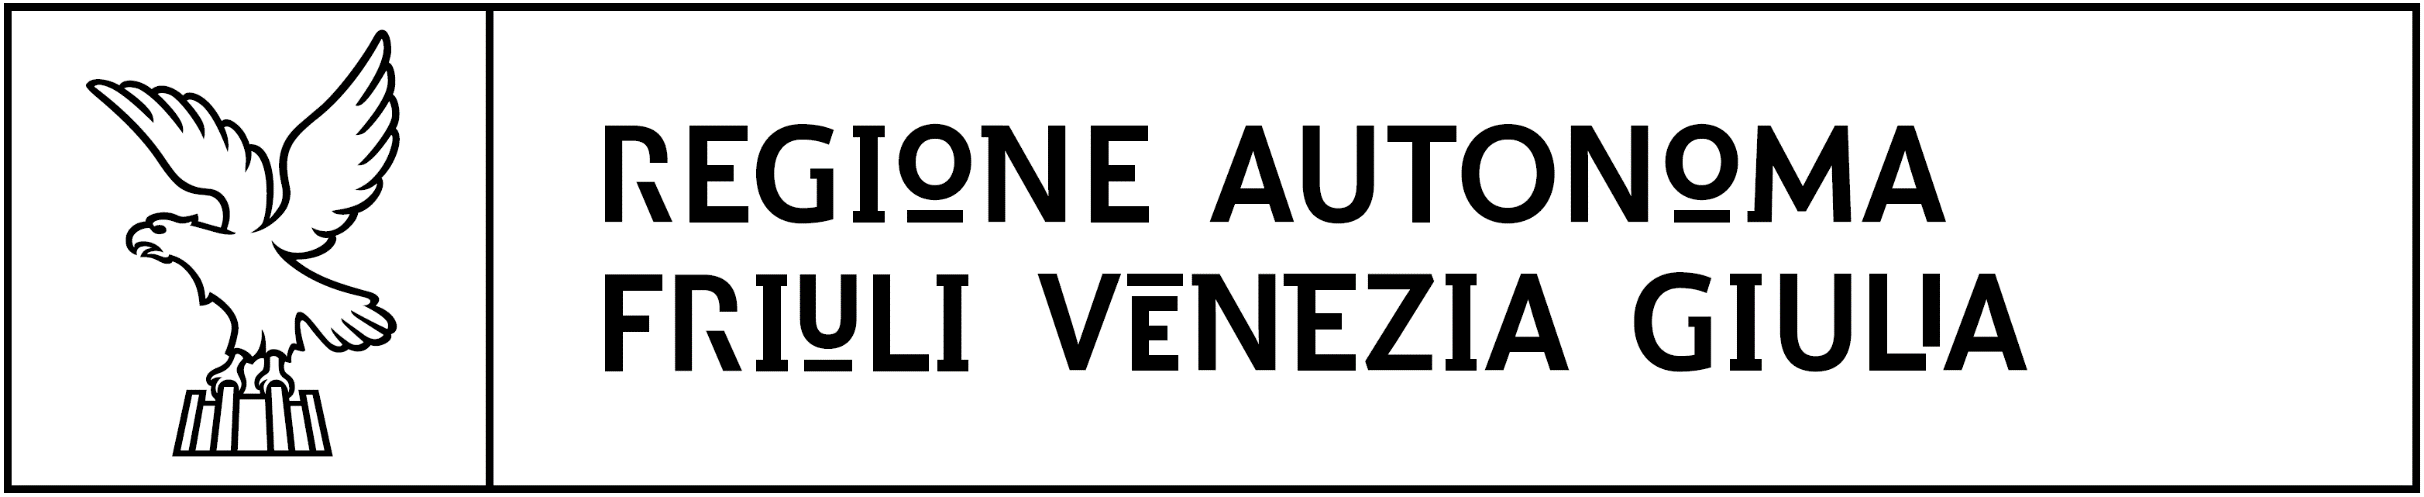 REGIONE AUTONOMA
FRIULI VENEZIA GIULIA